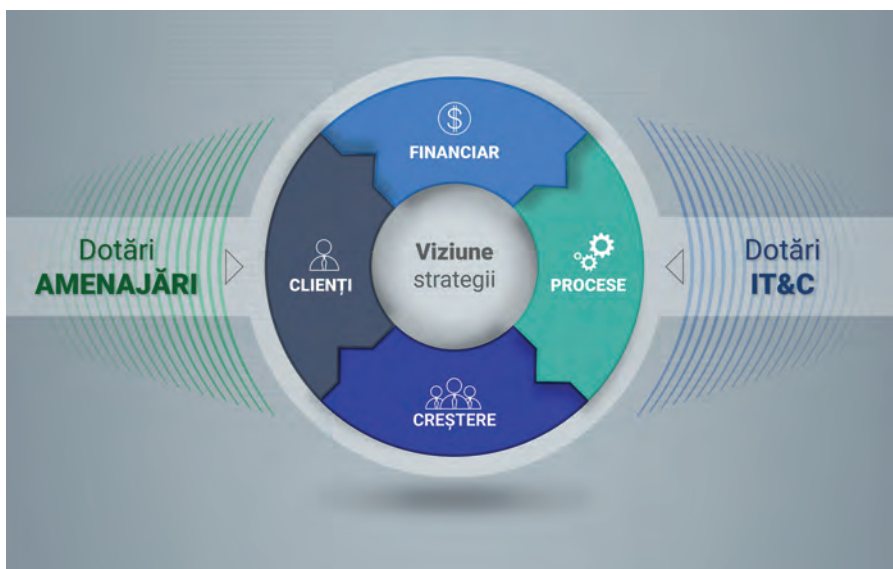 FINANCIAR
Dotări
AMENAJĂRI
CLIENȚI
Viziune
strategii
PROCESE
Dotări
IT&C
CREȘTERE